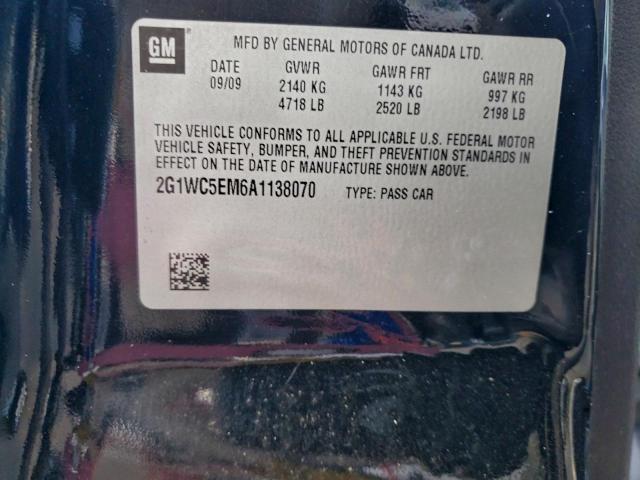 GM
MFD BY GENERAL MOTORS OF CANADA LTD.
DATE GVWR GAWR FRT GAWR RR
09/09 2140 KG 1143 KG 997 KG
4718 LB 2520 LB 2198 LB
THIS VEHICLE CONFORMS TO ALL APPLICABLE U.S. FEDERAL MOTOR
VEHICLE SAFETY, BUMPER, AND THEFT PREVENTION STANDARDS IN
EFFECT ON THE DATE OF MANUFACTURE SHOWN ABOVE.
2G1WC5EM6A1138070 TYPE: PASS CAR